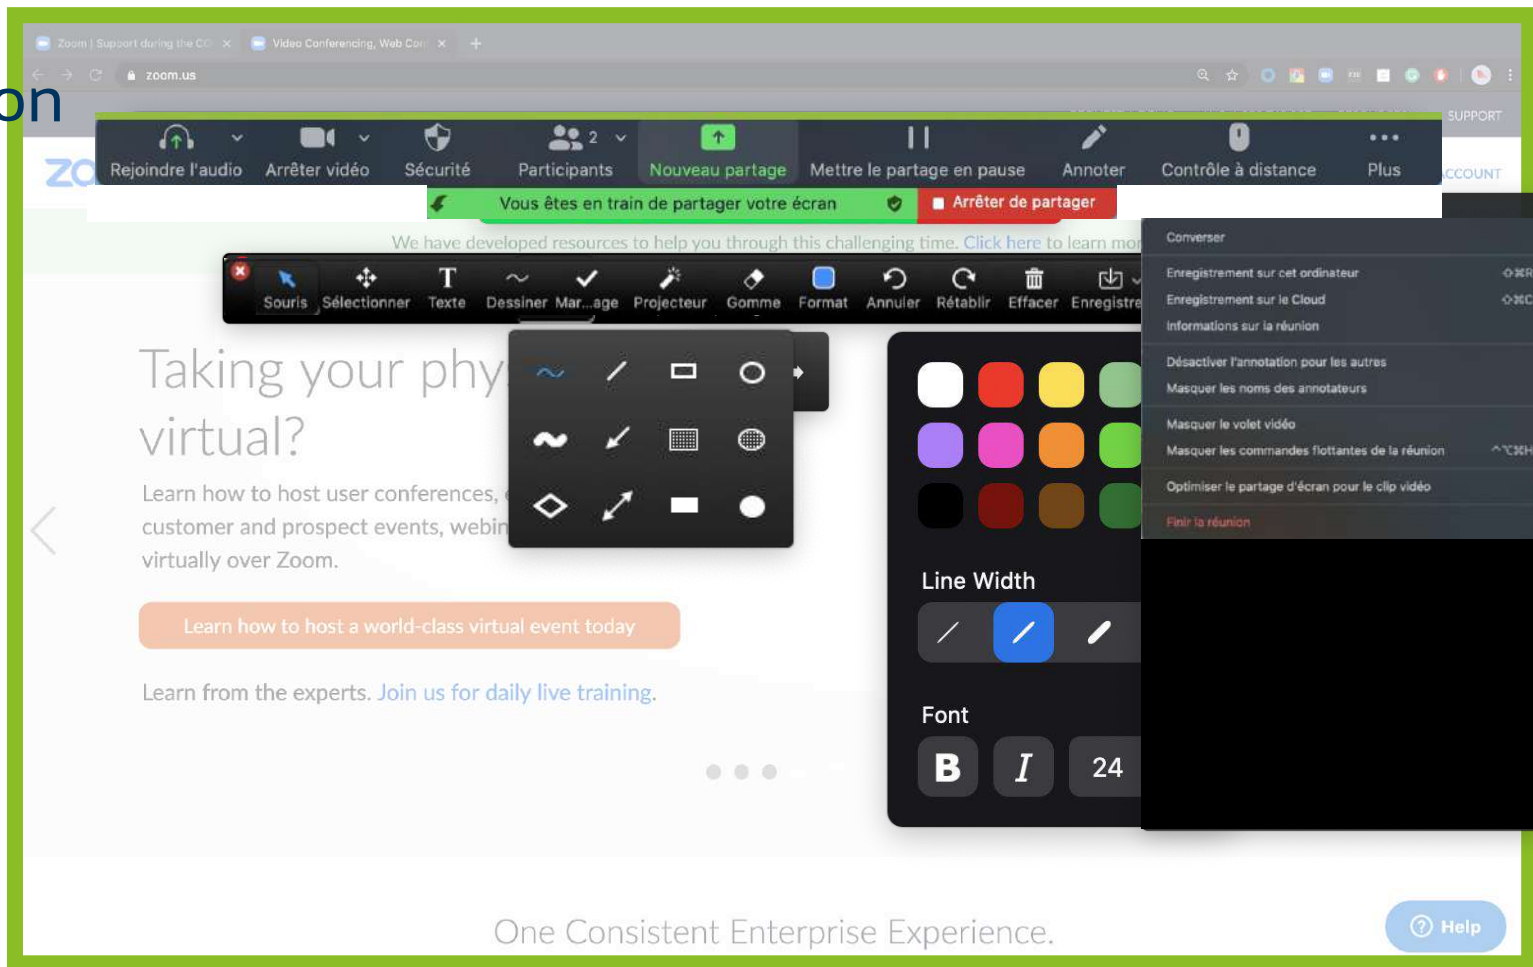 Zoom | Support during the CO
Video Conferencing, Web Con
zoom.us
on
SUPPORT
Rejoindre l'audio
Arrêter vidéo
Sécurité
2
Participants
Nouveau partage
Mettre le partage en pause
Annoter
Contrôle à distance
Plus
ZO
ACCOUNT
Vous êtes en train de partager votre écran
Arrêter de partager
We have developed resources to help you through this challenging time. Click here to learn mor
Souris
Sélectionner
Texte
Dessiner
Mar...age
Projecteur
Gomme
Format
Annuler
Rétablir
Effacer
Enregistre
Converser
Enregistrement sur cet ordinateur ⇧⌘R
Enregistrement sur le Cloud ⇧⌘C
Informations sur la réunion
Désactiver l'annotation pour les autres
Masquer les noms des annotateurs
Masquer le volet vidéo
Masquer les commandes flottantes de la réunion ^⌥⌘H
Optimiser le partage d'écran pour le clip vidéo
Finir la réunion
Taking your phy
virtual?
Learn how to host user conferences,
customer and prospect events, webin
virtually over Zoom.
Learn how to host a world-class virtual event today
Learn from the experts. Join us for daily live training.
Line Width
Font
B
I
24
One Consistent Enterprise Experience.
Help